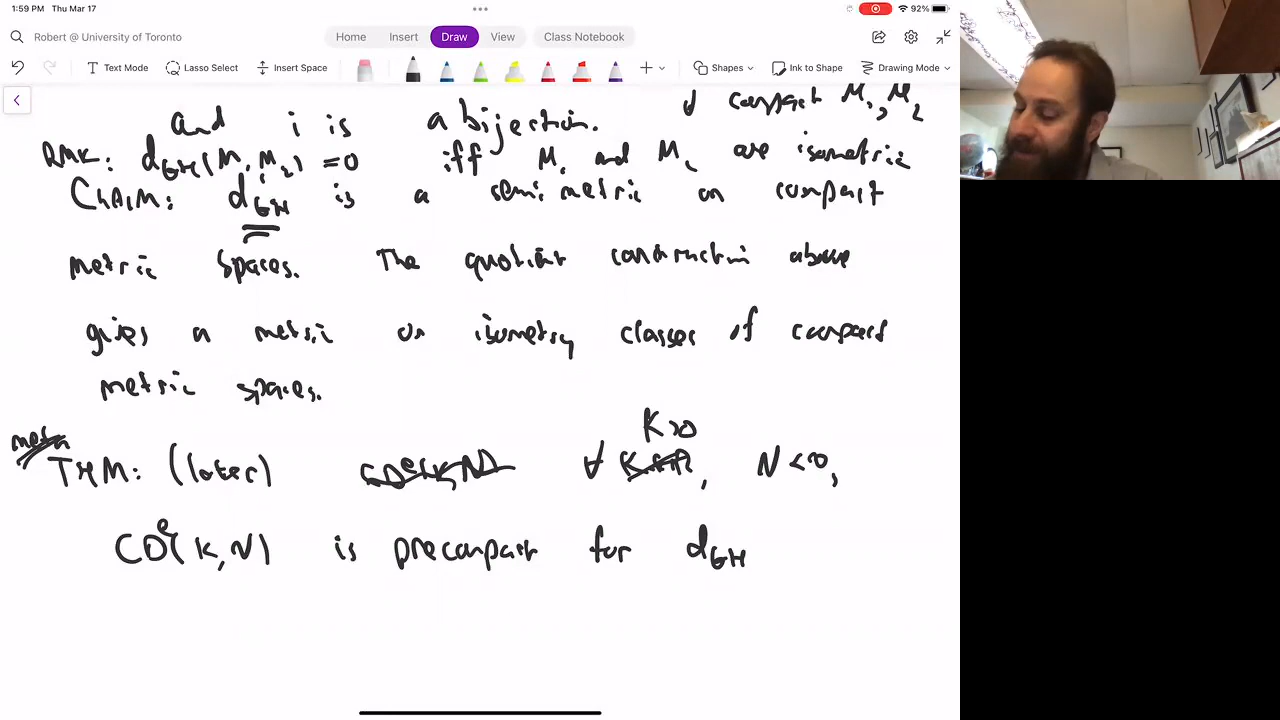 1:59 PM Thu Mar 17
92%
Robert @ University of Toronto
Home Insert Draw View Class Notebook
Text Mode Lasso Select Insert Space Shapes Ink to Shape Drawing Mode
and i is a bijection. ∀ compact M₁, M₂
RMK: d_GH(M₁, M₂) = 0 iff M₁ and M₂ are isometric
CLAIM: d_GH is a semi metric on compact
metric spaces. The quotient construction above
gives a metric on isometry classes of compact
metric spaces.
meta
K>0
THM: (later) ∀ N<∞,
CDᵉ(K,N) is precompact for d_GH